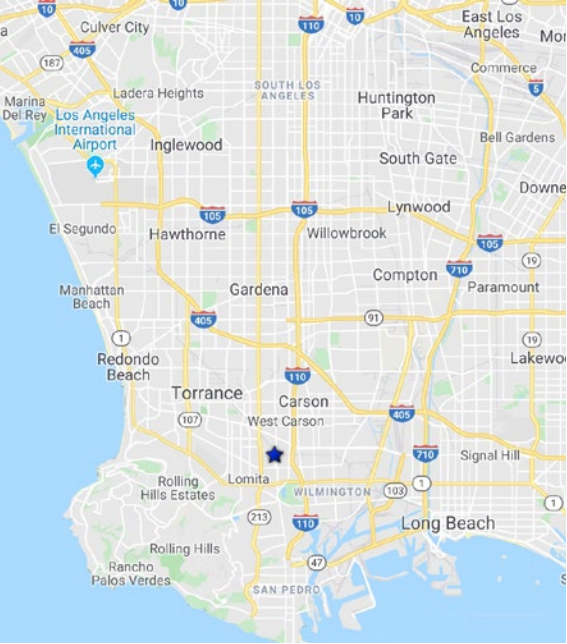 10
10
10
110
Culver City
405
East Los
Angeles
187
Commerce
5
SOUTH LOS
ANGELES
Ladera Heights
Marina
Del Rey
Huntington
Park
Los Angeles
International
Airport
Bell Gardens
Inglewood
South Gate
Lynwood
105
105
105
El Segundo
Hawthorne
Willowbrook
19
710
Compton
Paramount
Manhattan
Beach
Gardena
405
91
1
19
Redondo
Beach
110
Torrance
Carson
405
107
West Carson
710
Signal Hill
Lomita
Rolling
Hills Estates
WILMINGTON
103
1
1
213
110
Long Beach
Rolling Hills
47
Rancho
Palos Verdes
SAN PEDRO